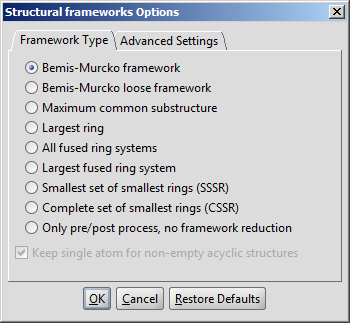 Structural frameworks Options
Framework Type Advanced Settings
Bemis-Murcko framework
Bemis-Murcko loose framework
Maximum common substructure
Largest ring
All fused ring systems
Largest fused ring system
Smallest set of smallest rings (SSSR)
Complete set of smallest rings (CSSR)
Only pre/post process, no framework reduction
Keep single atom for non-empty acyclic structures
OK Cancel Restore Defaults